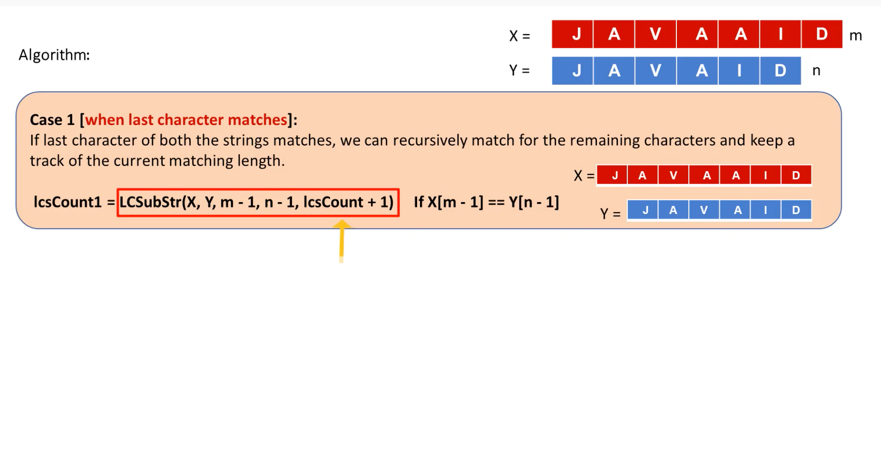 X = J A V A A I D m
Algorithm:
Y = J A V A I D n
Case 1 [when last character matches]:
If last character of both the strings matches, we can recursively match for the remaining characters and keep a
track of the current matching length.
X = J A V A A I D
lcsCount1 = LCSubStr(X, Y, m - 1, n - 1, lcsCount + 1) If X[m - 1] == Y[n - 1]
Y = J A V A I D